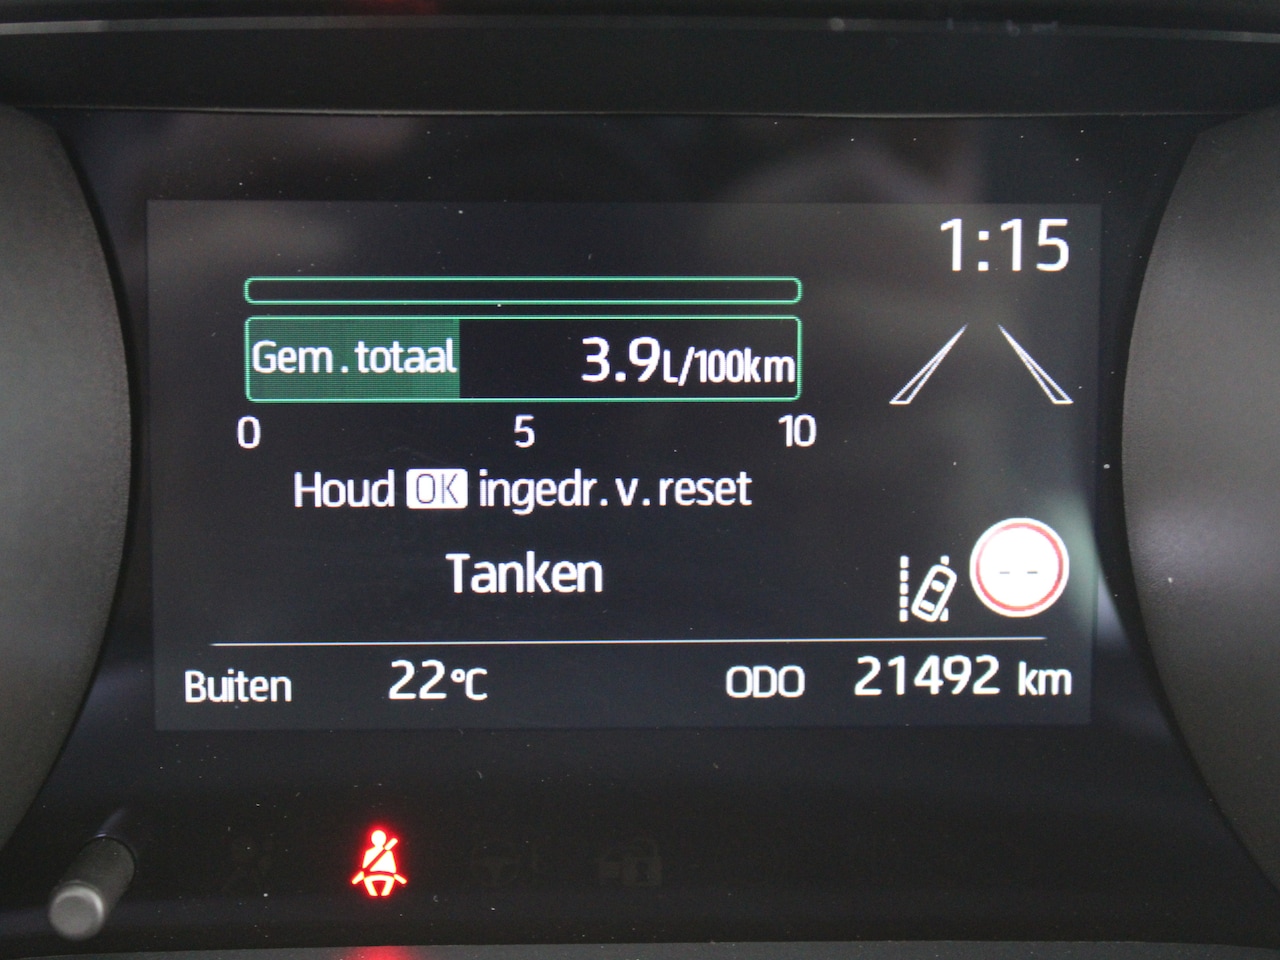 1:15
Gem. totaal 3.9L/100km
0 5 10
Houd OK ingedr. v. reset
Tanken
--
Buiten 22°C ODO 21492 km